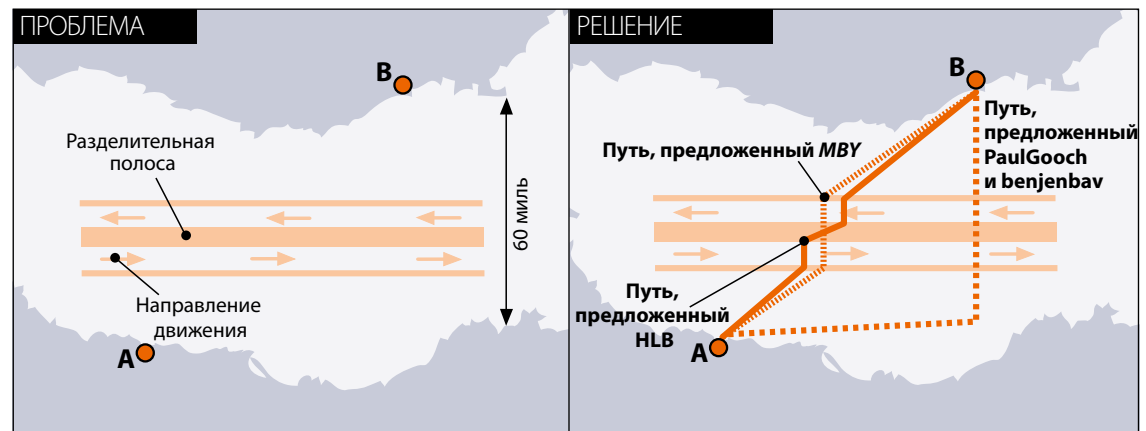 ПРОБЛЕМА
B
Разделительная
полоса
60 миль
Направление
движения
A
РЕШЕНИЕ
B
Путь,
предложенный
PaulGooch
и benjenbav
Путь, предложенный MBY
Путь,
предложенный
HLB
A